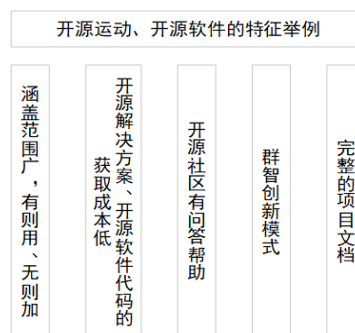 开源运动、开源软件的特征举例
涵盖范围广，有则用、无则加
开源解决方案、开源软件代码的
获取成本低
开源社区有问答帮助
群智创新模式
完整的项目文档